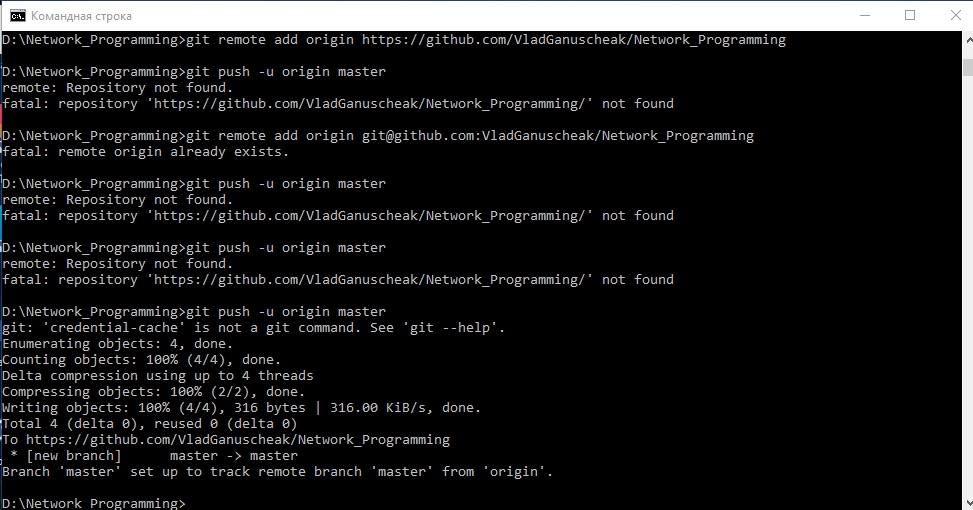 Командная строка
D:\Network_Programming>git remote add origin https://github.com/VladGanuscheak/Network_Programming
D:\Network_Programming>git push -u origin master
remote: Repository not found.
fatal: repository 'https://github.com/VladGanuscheak/Network_Programming/' not found
D:\Network_Programming>git remote add origin git@github.com:VladGanuscheak/Network_Programming
fatal: remote origin already exists.
D:\Network_Programming>git push -u origin master
remote: Repository not found.
fatal: repository 'https://github.com/VladGanuscheak/Network_Programming/' not found
D:\Network_Programming>git push -u origin master
remote: Repository not found.
fatal: repository 'https://github.com/VladGanuscheak/Network_Programming/' not found
D:\Network_Programming>git push -u origin master
git: 'credential-cache' is not a git command. See 'git --help'.
Enumerating objects: 4, done.
Counting objects: 100% (4/4), done.
Delta compression using up to 4 threads
Compressing objects: 100% (2/2), done.
Writing objects: 100% (4/4), 316 bytes | 316.00 KiB/s, done.
Total 4 (delta 0), reused 0 (delta 0)
To https://github.com/VladGanuscheak/Network_Programming
 * [new branch]      master -> master
Branch 'master' set up to track remote branch 'master' from 'origin'.
D:\Network_Programming>